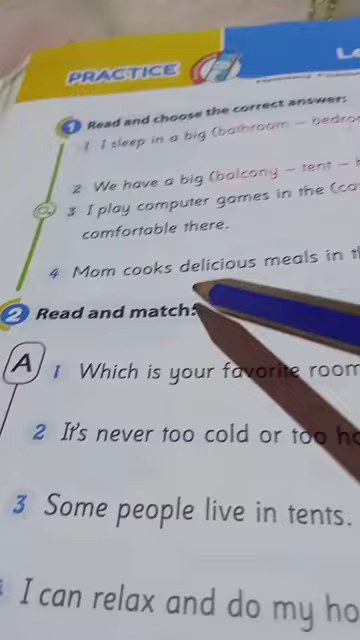 PRACTICE
1 Read and choose the correct answer:
1 I sleep in a big (bathroom –
2 We have a big (balcony – tent –
3 I play computer games in the
comfortable there.
4 Mom cooks delicious meals in
2 Read and match:
A 1 Which is your favorite room
2 It's never too cold or too
3 Some people live in tents.
I can relax and do my